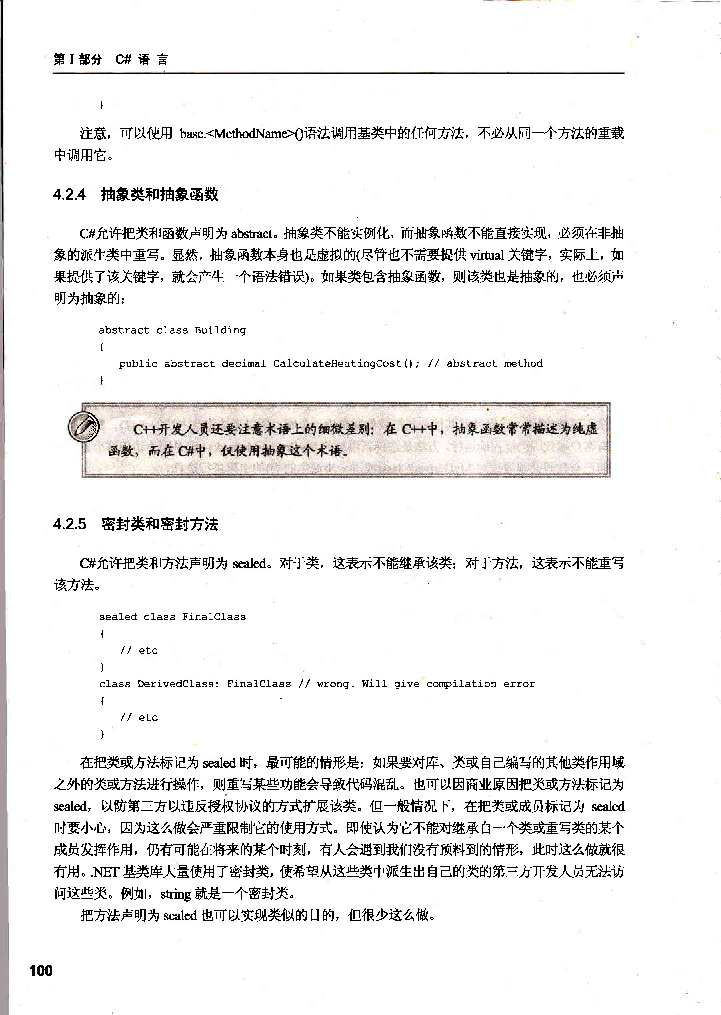 第Ⅰ部分 C# 语 言
}
注意，可以使用 base.<MethodName>()语法调用基类中的任何方法，不必从同一个方法的重载
中调用它。
4.2.4 抽象类和抽象函数
C#允许把类和函数声明为 abstract。抽象类不能实例化，而抽象函数不能直接实现，必须在非抽
象的派生类中重写。显然，抽象函数本身也是虚拟的(尽管也不需要提供 virtual 关键字，实际上，如
果提供了该关键字，就会产生一个语法错误)。如果类包含抽象函数，则该类也是抽象的，也必须声
明为抽象的：
abstract class Building
{
public abstract decimal CalculateHeatingCost(); // abstract method
}
C++开发人员还要注意术语上的细微差别：在 C++中，抽象函数常常描述为纯虚
函数，而在 C#中，仅使用抽象这个术语。
4.2.5 密封类和密封方法
C#允许把类和方法声明为 sealed。对于类，这表示不能继承该类；对于方法，这表示不能重写
该方法。
sealed class FinalClass
{
// etc
}
class DerivedClass: FinalClass // wrong. Will give compilation error
{
// etc
}
在把类或方法标记为 sealed 时，最可能的情形是：如果要对库、类或自己编写的其他类作用域
之外的类或方法进行操作，则重写某些功能会导致代码混乱。也可以因商业原因把类或方法标记为
sealed，以防第三方以违反授权协议的方式扩展该类。但一般情况下，在把类或成员标记为 sealed
时要小心，因为这么做会严重限制它的使用方式。即使认为它不能对继承自一个类或重写类的某个
成员发挥作用，仍有可能在将来的某个时刻，有人会遇到我们没有预料到的情形，此时这么做就很
有用。.NET 基类库大量使用了密封类，使希望从这些类中派生出自己的类的第三方开发人员无法访
问这些类。例如，string 就是一个密封类。
把方法声明为 sealed 也可以实现类似的目的，但很少这么做。
100